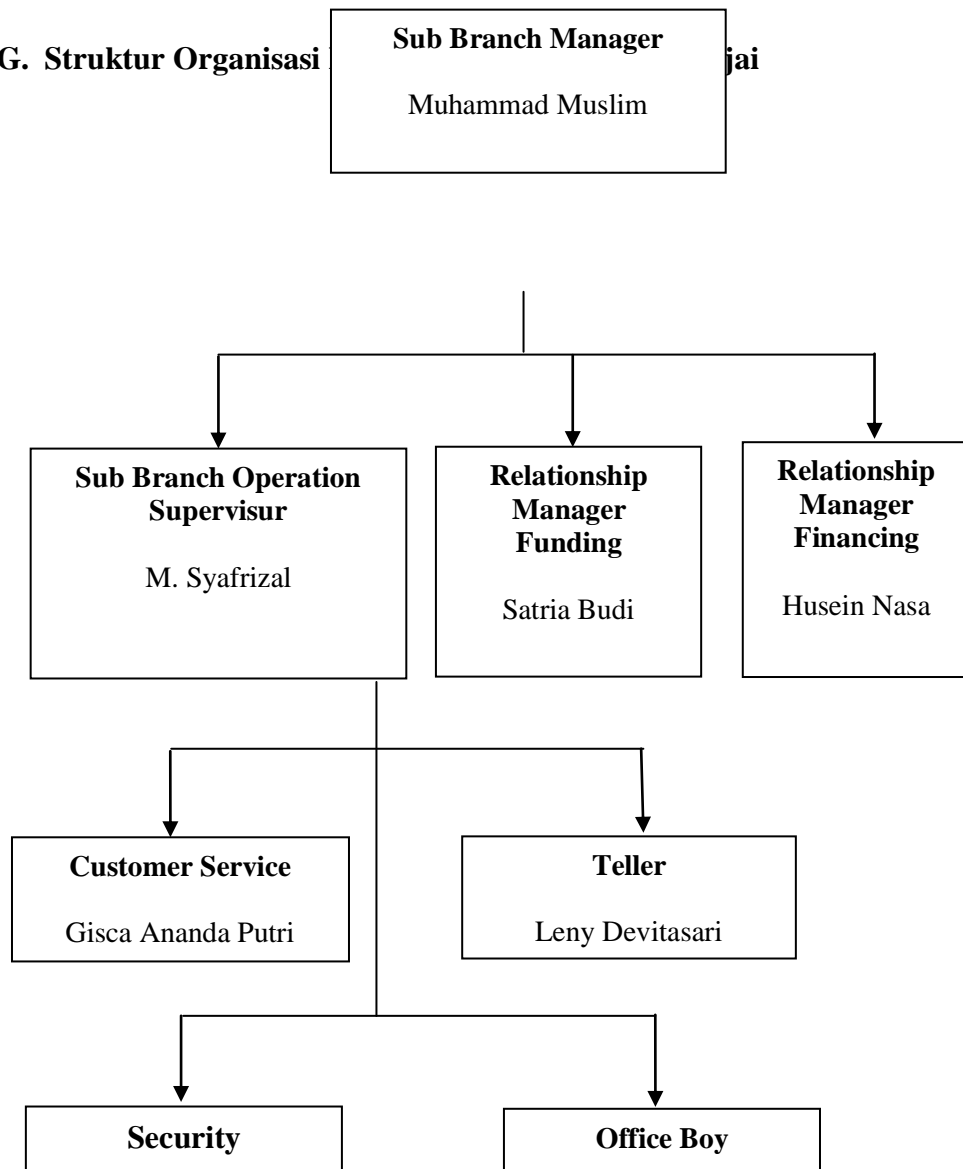 G. Struktur Organisasi
jai
Sub Branch Manager
Muhammad Muslim
Sub Branch Operation
Supervisur
M. Syafrizal
Relationship
Manager
Funding
Satria Budi
Relationship
Manager
Financing
Husein Nasa
Customer Service
Gisca Ananda Putri
Teller
Leny Devitasari
Security
Office Boy